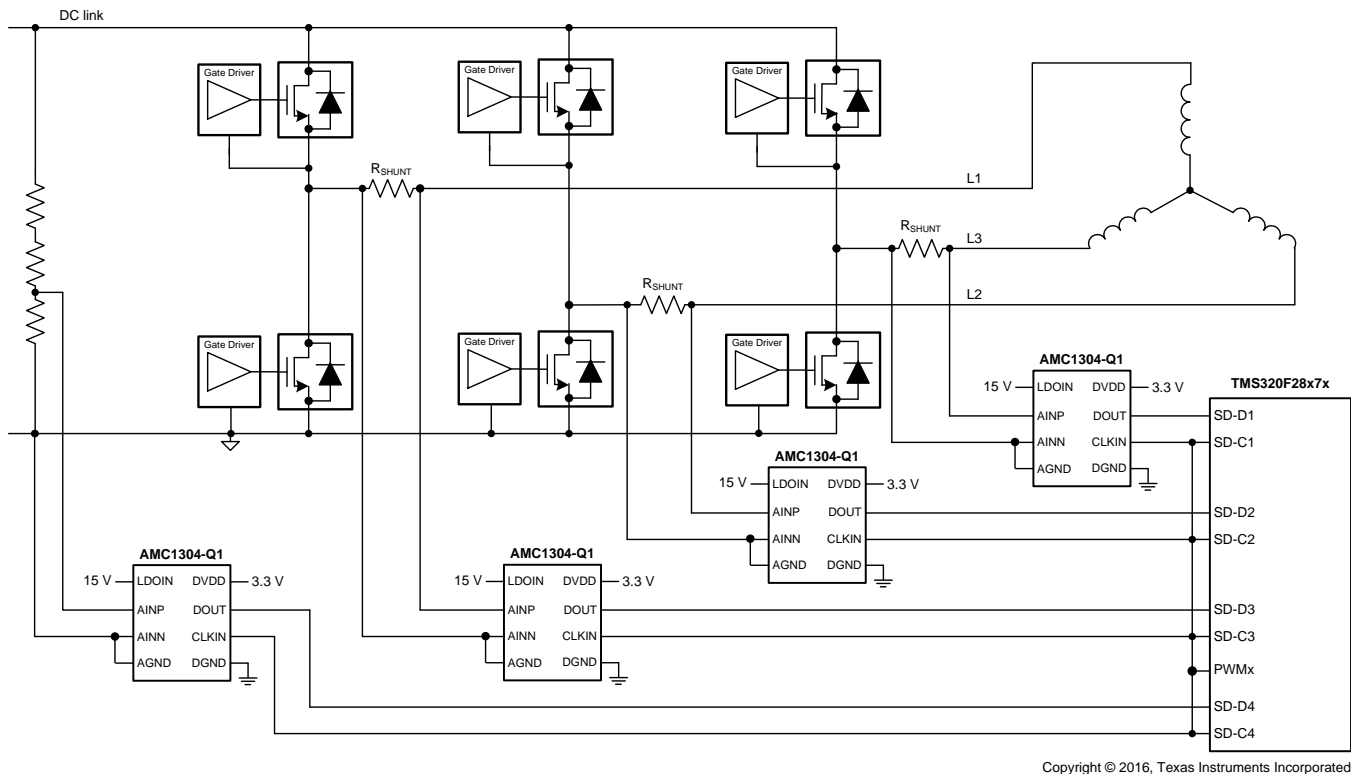 DC link
Gate Driver
Gate Driver
Gate Driver
RSHUNT
L1
RSHUNT
L3
RSHUNT
L2
Gate Driver
Gate Driver
Gate Driver
AMC1304-Q1
15 V
LDOIN DVDD
3.3 V
AINP DOUT
AINN CLKIN
AGND DGND
TMS320F28x7x
SD-D1
SD-C1
SD-D2
SD-C2
SD-D3
SD-C3
PWMx
SD-D4
SD-C4
AMC1304-Q1
15 V
LDOIN DVDD
3.3 V
AINP DOUT
AINN CLKIN
AGND DGND
AMC1304-Q1
15 V
LDOIN DVDD
3.3 V
AINP DOUT
AINN CLKIN
AGND DGND
AMC1304-Q1
15 V
LDOIN DVDD
3.3 V
AINP DOUT
AINN CLKIN
AGND DGND
Copyright © 2016, Texas Instruments Incorporated